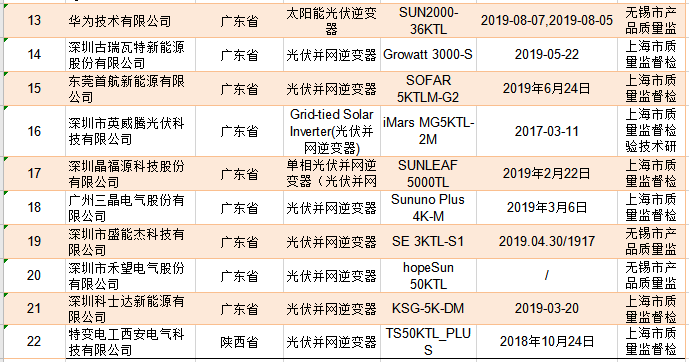 13 华为技术有限公司 广东省 太阳能光伏逆变器 SUN2000-36KTL 2019-08-07,2019-08-05 无锡市产品质量监
14 深圳古瑞瓦特新能源股份有限公司 广东省 光伏并网逆变器 Growatt 3000-S 2019-05-22 上海市质量监督检
15 东莞首航新能源有限公司 广东省 光伏并网逆变器 SOFAR 5KTLM-G2 2019年6月24日 上海市质量监督检
16 深圳市英威腾光伏科技有限公司 广东省 Grid-tied Solar Inverter(光伏并网逆变器) iMars MG5KTL-2M 2017-03-11 上海市质量监督检验技术研
17 深圳晶福源科技股份有限公司 广东省 单相光伏并网逆变器（光伏并网 SUNLEAF 5000TL 2019年2月22日 上海市质量监督检
18 广州三晶电气股份有限公司 广东省 光伏并网逆变器 Sununo Plus 4K-M 2019年3月6日 上海市质量监督检
19 深圳市盛能杰科技有限公司 广东省 光伏并网逆变器 SE 3KTL-S1 2019.04.30/1917 无锡市产品质量监
20 深圳市禾望电气股份有限公司 广东省 光伏并网逆变器 hopeSun 50KTL / 无锡市产品质量监
21 深圳科士达新能源有限公司 广东省 光伏并网逆变器 KSG-5K-DM 2019-03-20 上海市质量监督检
22 特变电工西安电气科技有限公司 陕西省 光伏并网逆变器 TS50KTL_PLUS 2018年10月24日 上海市质量监督检